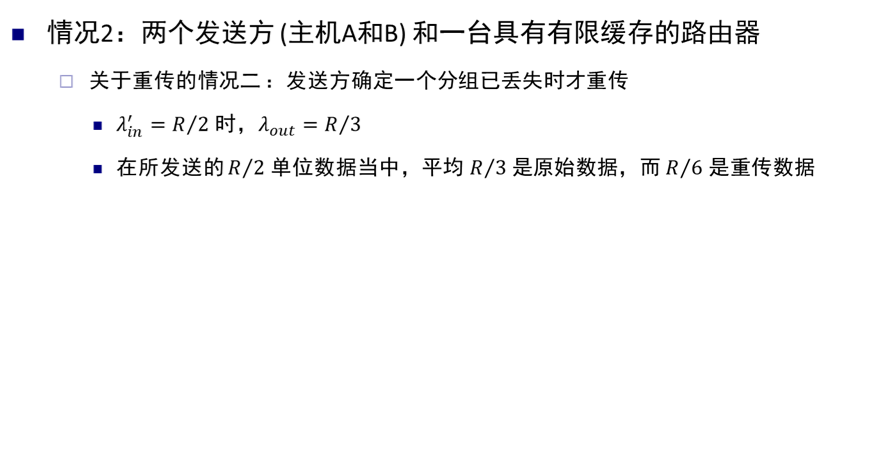 情况2：两个发送方 (主机A和B) 和一台具有有限缓存的路由器
关于重传的情况二：发送方确定一个分组已丢失时才重传
λ′in = R/2 时，λout = R/3
在所发送的 R/2 单位数据当中，平均 R/3 是原始数据，而 R/6 是重传数据